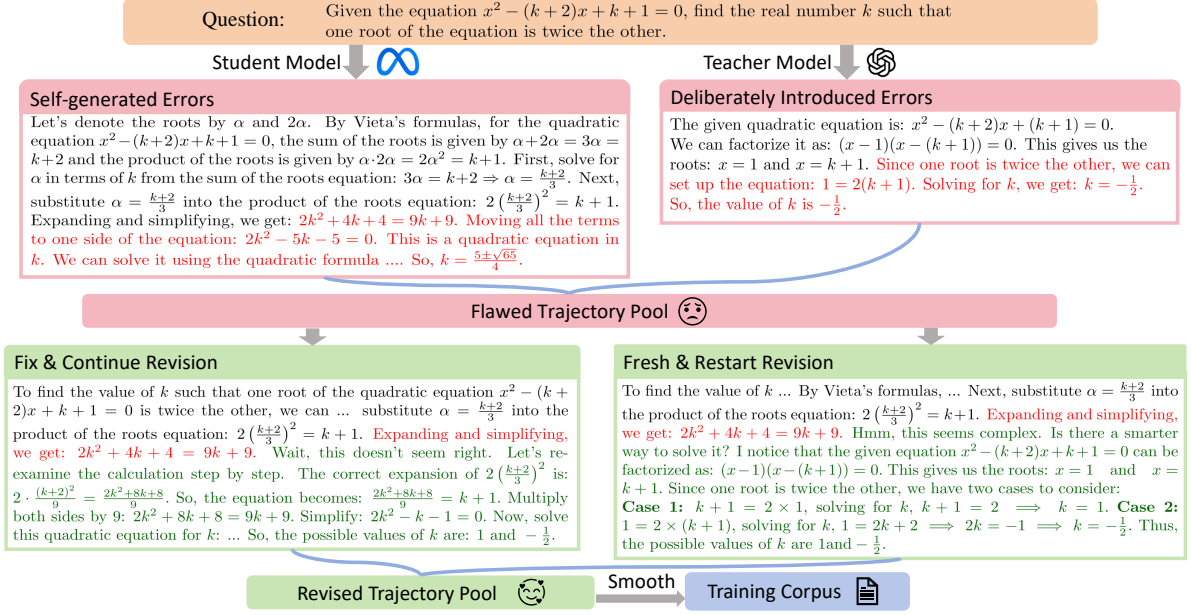 Question:
Given the equation x² − (k + 2)x + k + 1 = 0, find the real number k such that
one root of the equation is twice the other.
Student Model
Teacher Model
Self-generated Errors
Let's denote the roots by α and 2α. By Vieta's formulas, for the quadratic
equation x²−(k+2)x+k+1 = 0, the sum of the roots is given by α+2α = 3α =
k+2 and the product of the roots is given by α·2α = 2α² = k+1. First, solve for
α in terms of k from the sum of the roots equation: 3α = k+2 ⇒ α = \frac{k+2}{3}. Next,
substitute α = \frac{k+2}{3} into the product of the roots equation: 2(\frac{k+2}{3})² = k + 1.
Expanding and simplifying, we get: 2k² + 4k + 4 = 9k + 9. Moving all the terms
to one side of the equation: 2k² − 5k − 5 = 0. This is a quadratic equation in
k. We can solve it using the quadratic formula .... So, k = \frac{5±√65}{4}.
Deliberately Introduced Errors
The given quadratic equation is: x² − (k + 2)x + (k + 1) = 0.
We can factorize it as: (x − 1)(x − (k + 1)) = 0. This gives us the
roots: x = 1 and x = k + 1. Since one root is twice the other, we can
set up the equation: 1 = 2(k + 1). Solving for k, we get: k = −\frac{1}{2}.
So, the value of k is −\frac{1}{2}.
Flawed Trajectory Pool
Fix & Continue Revision
To find the value of k such that one root of the quadratic equation x² − (k +
2)x + k + 1 = 0 is twice the other, we can ... substitute α = \frac{k+2}{3} into the
product of the roots equation: 2(\frac{k+2}{3})² = k + 1. Expanding and simplifying,
we get: 2k² + 4k + 4 = 9k + 9. Wait, this doesn't seem right. Let's re-
examine the calculation step by step. The correct expansion of 2(\frac{k+2}{3})² is:
2 · \frac{(k+2)²}{9} = \frac{2k²+8k+8}{9}. So, the equation becomes: \frac{2k²+8k+8}{9} = k + 1. Multiply
both sides by 9: 2k² + 8k + 8 = 9k + 9. Simplify: 2k² − k − 1 = 0. Now, solve
this quadratic equation for k: ... So, the possible values of k are: 1 and − \frac{1}{2}.
Fresh & Restart Revision
To find the value of k ... By Vieta's formulas, ... Next, substitute α = \frac{k+2}{3} into
the product of the roots equation: 2(\frac{k+2}{3})² = k+1. Expanding and simplifying,
we get: 2k² + 4k + 4 = 9k + 9. Hmm, this seems complex. Is there a smarter
way to solve it? I notice that the given equation x²−(k+2)x+k+1 = 0 can be
factorized as: (x−1)(x−(k+1)) = 0. This gives us the roots: x = 1 and x =
k + 1. Since one root is twice the other, we have two cases to consider:
Case 1: k + 1 = 2 × 1, solving for k, k + 1 = 2 ⟹ k = 1. Case 2:
1 = 2 × (k + 1), solving for k, 1 = 2k + 2 ⟹ 2k = −1 ⟹ k = −\frac{1}{2}. Thus,
the possible values of k are 1and − \frac{1}{2}.
Revised Trajectory Pool
Smooth
Training Corpus